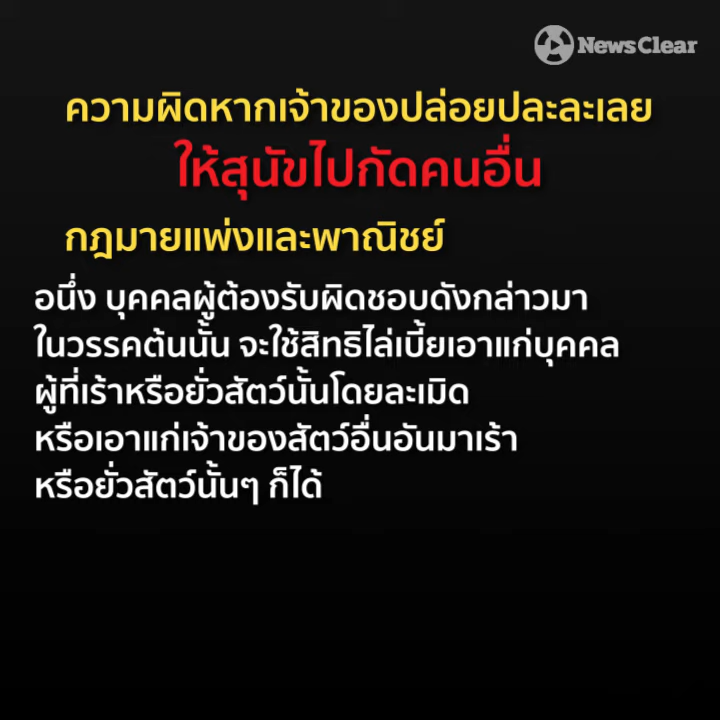 News Clear
ความผิดหากเจ้าของปล่อยปละละเลย
ให้สุนัขไปกัดคนอื่น
กฎมายแพ่งและพาณิชย์
อนึ่ง บุคคลผู้ต้องรับผิดชอบดังกล่าวมา
ในวรรคต้นนั้น จะใช้สิทธิไล่เบี้ยเอาแก่บุคคล
ผู้ที่เร้าหรือยั่วสัตว์นั้นโดยละเมิด
หรือเอาแก่เจ้าของสัตว์อื่นอันมาเร้า
หรือยั่วสัตว์นั้นๆ ก็ได้